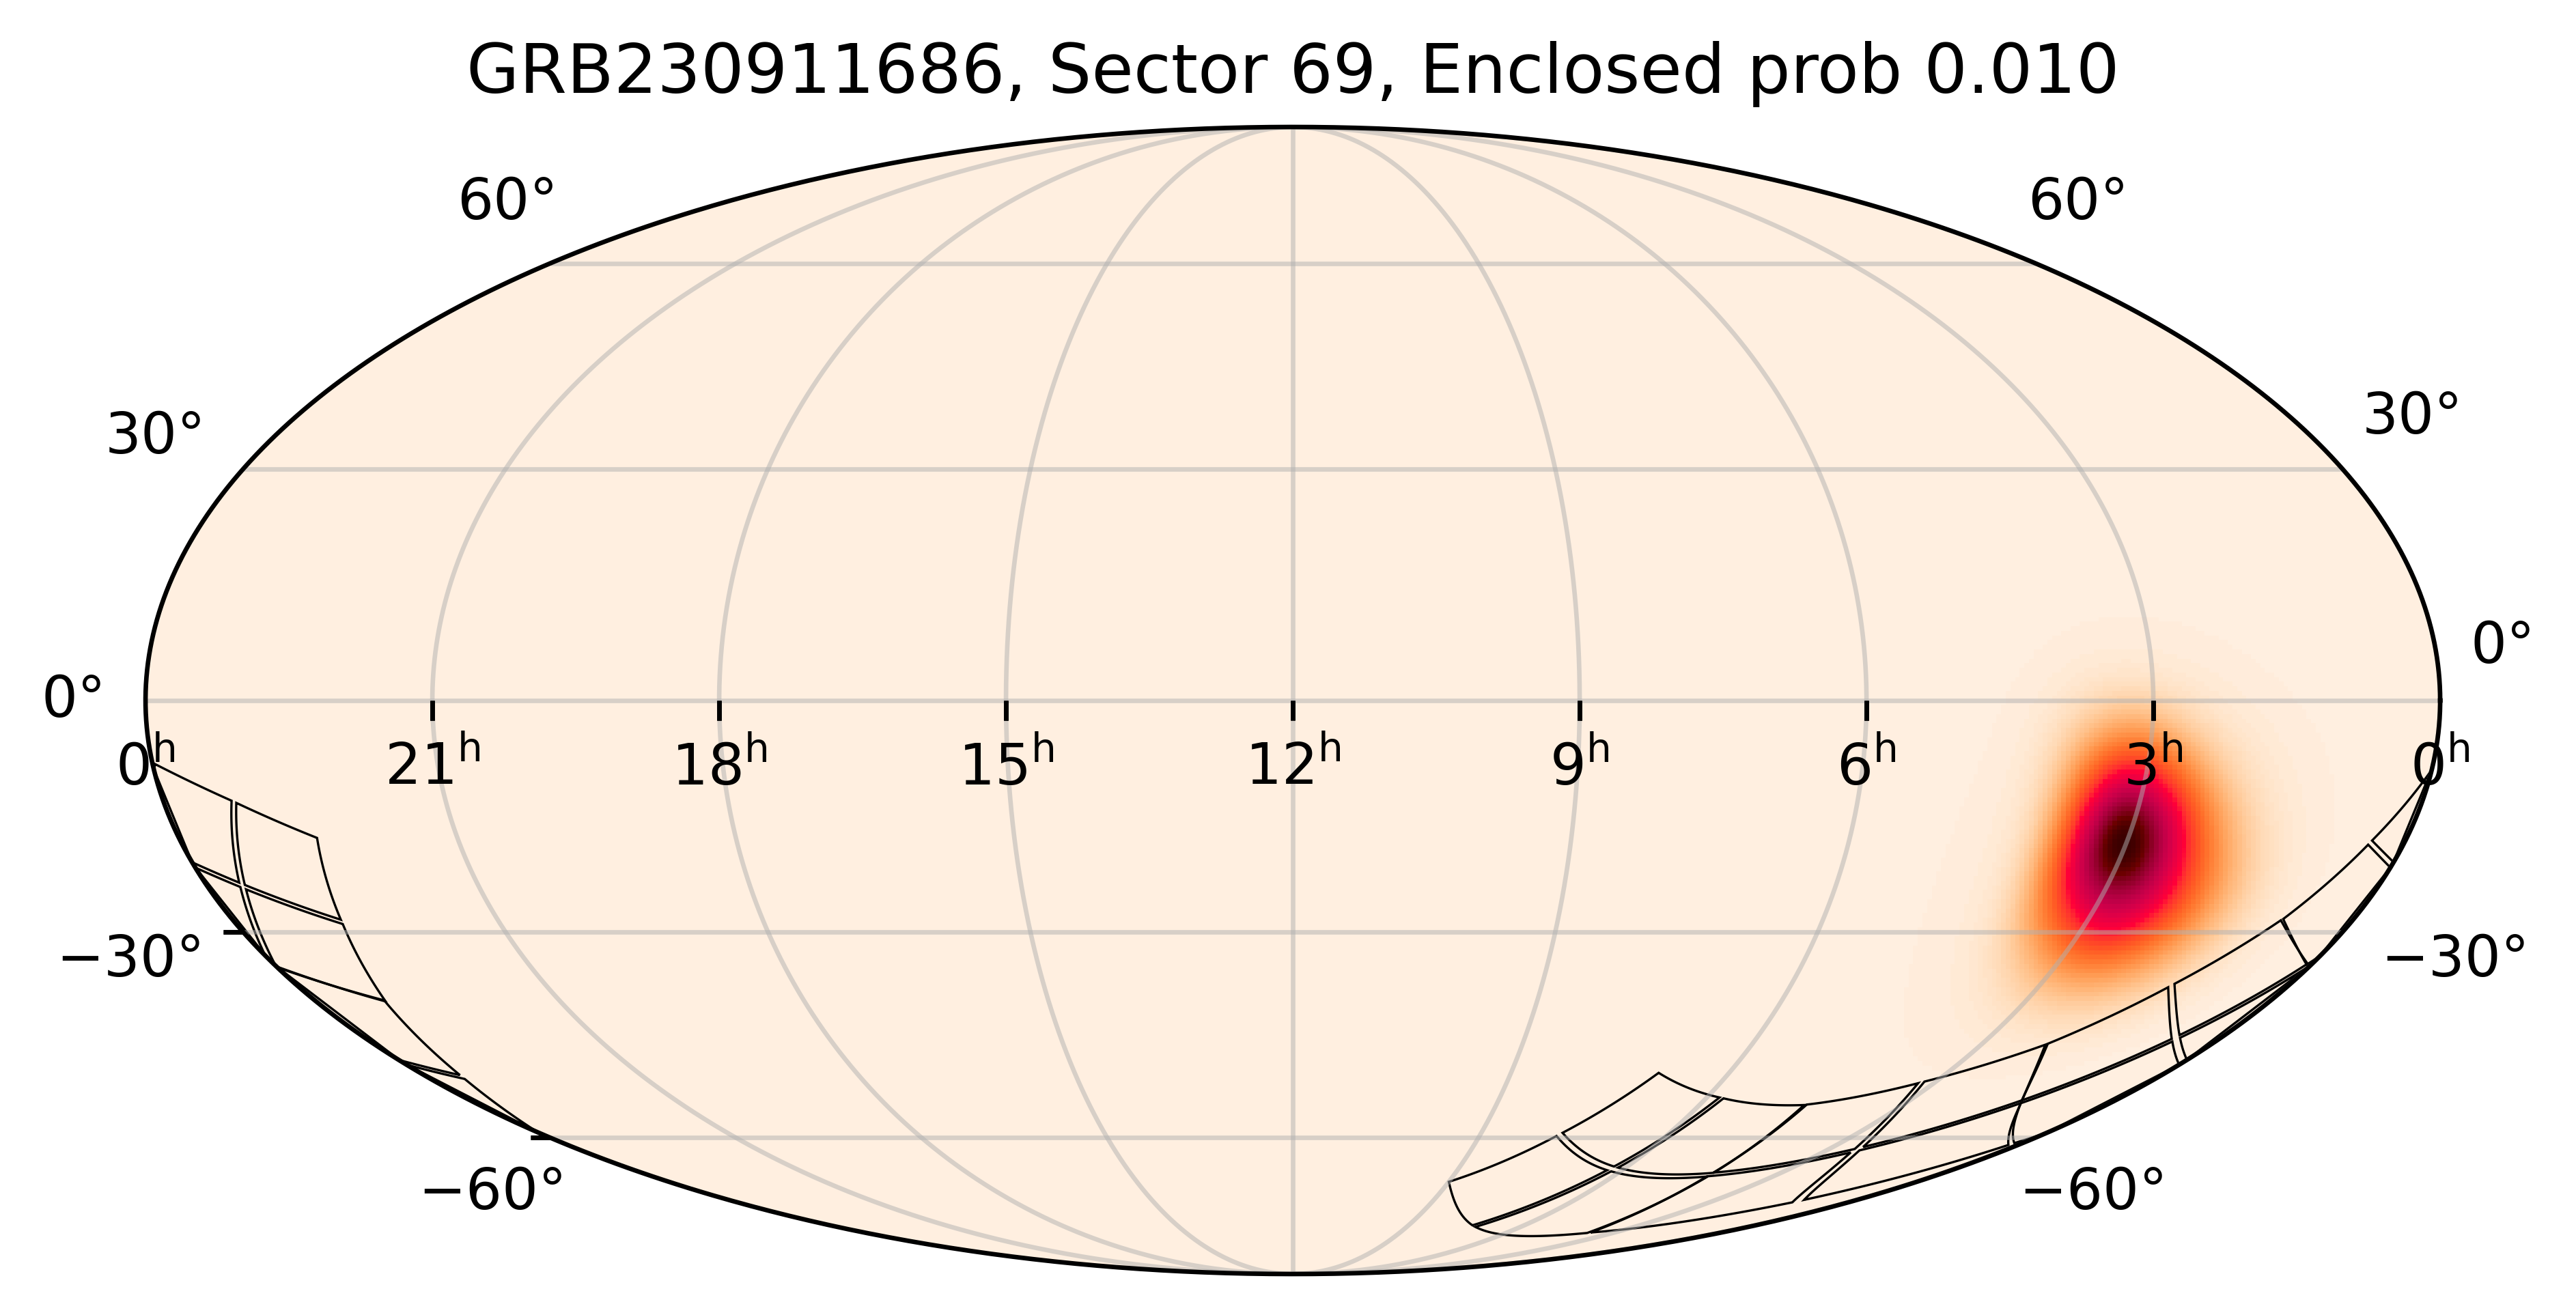 GRB230911686, Sector 69, Enclosed prob 0.010
60° 60°
30° 30°
0° 0°
0ʰ 21ʰ 18ʰ 15ʰ 12ʰ 9ʰ 6ʰ 3ʰ 0ʰ
−30° −30°
−60° −60°